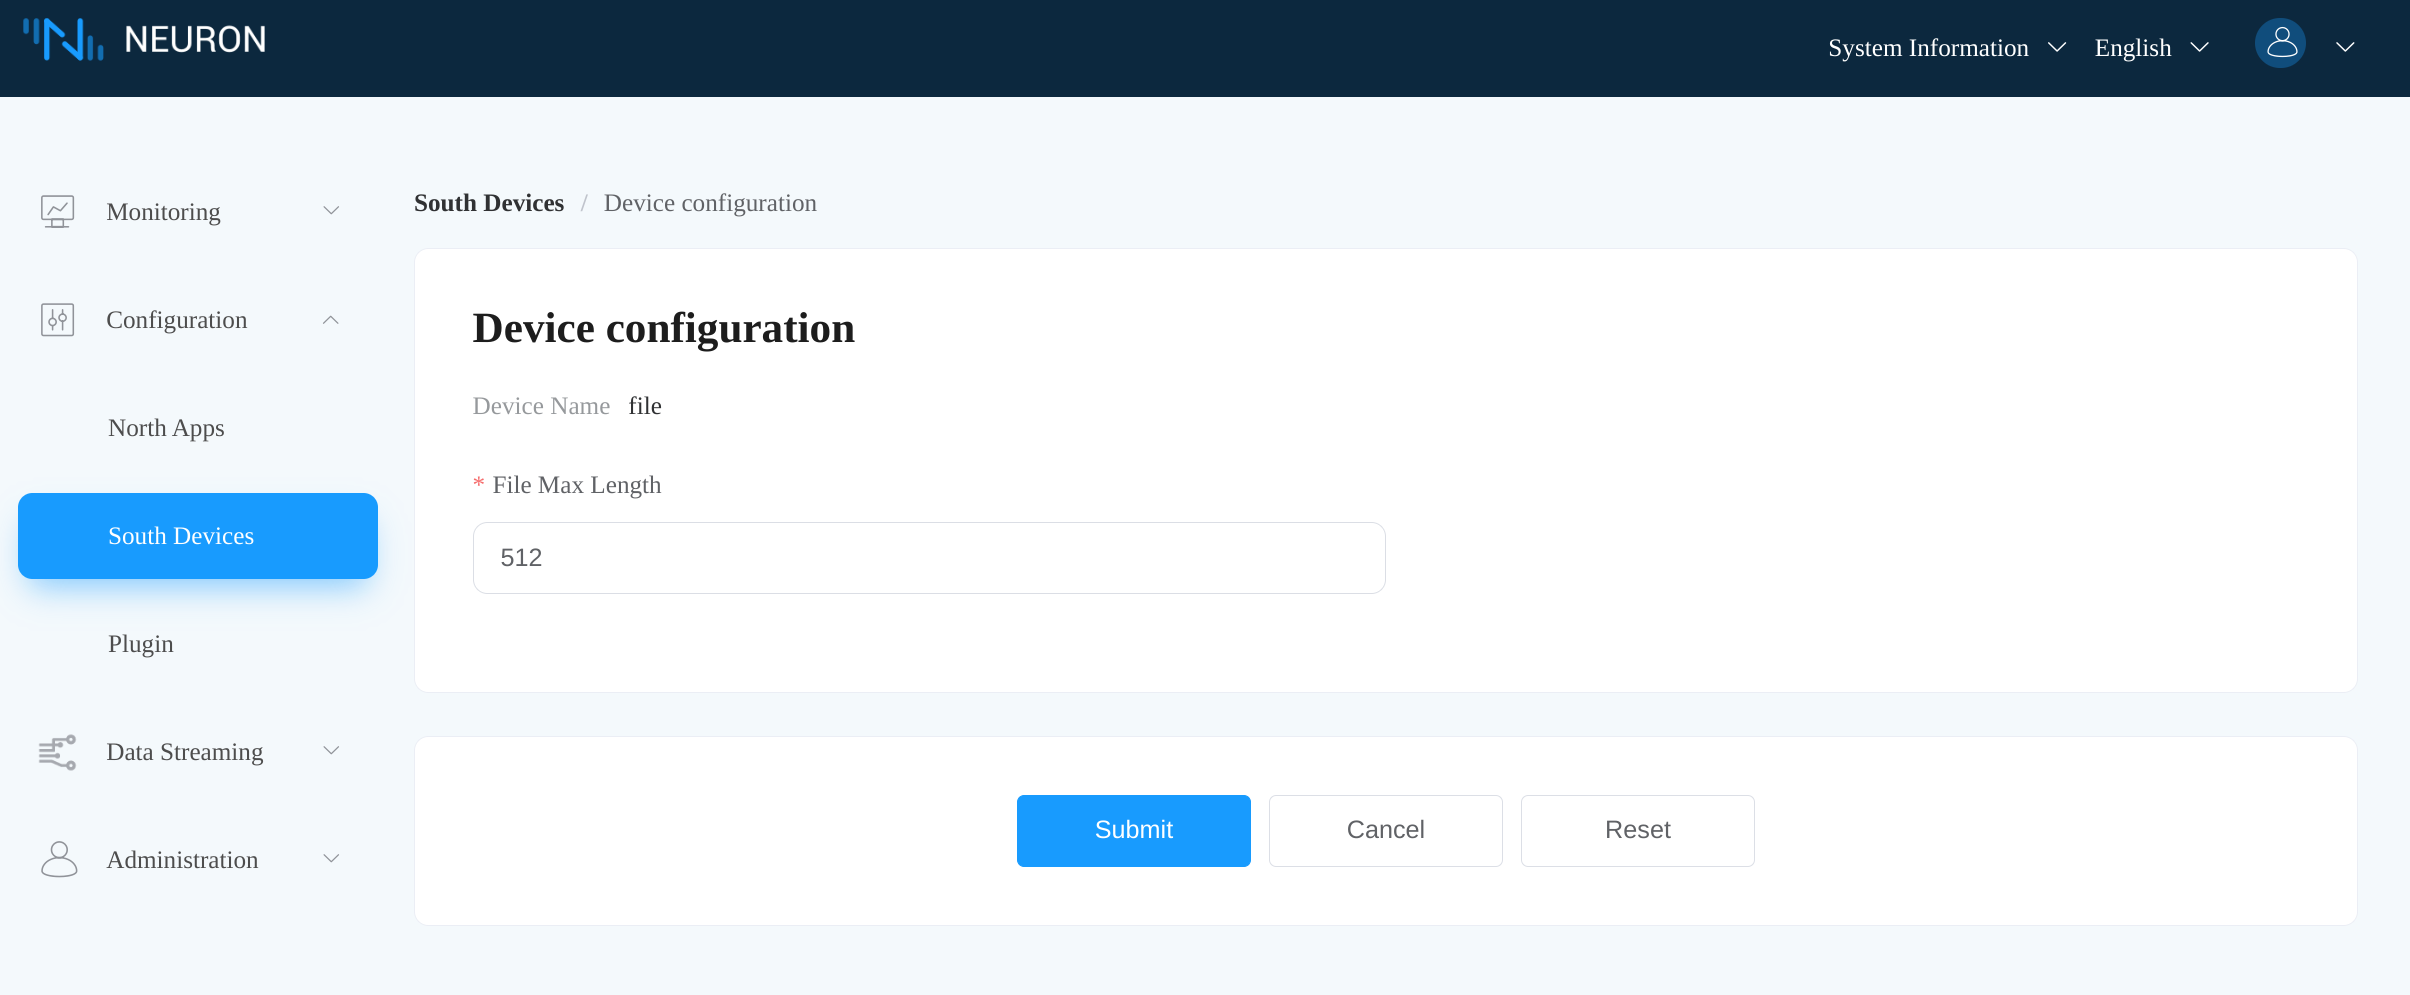 NEURON
System Information
English
Monitoring
Configuration
North Apps
South Devices
Plugin
Data Streaming
Administration
South Devices / Device configuration
Device configuration
Device Name file
* File Max Length
512
Submit
Cancel
Reset